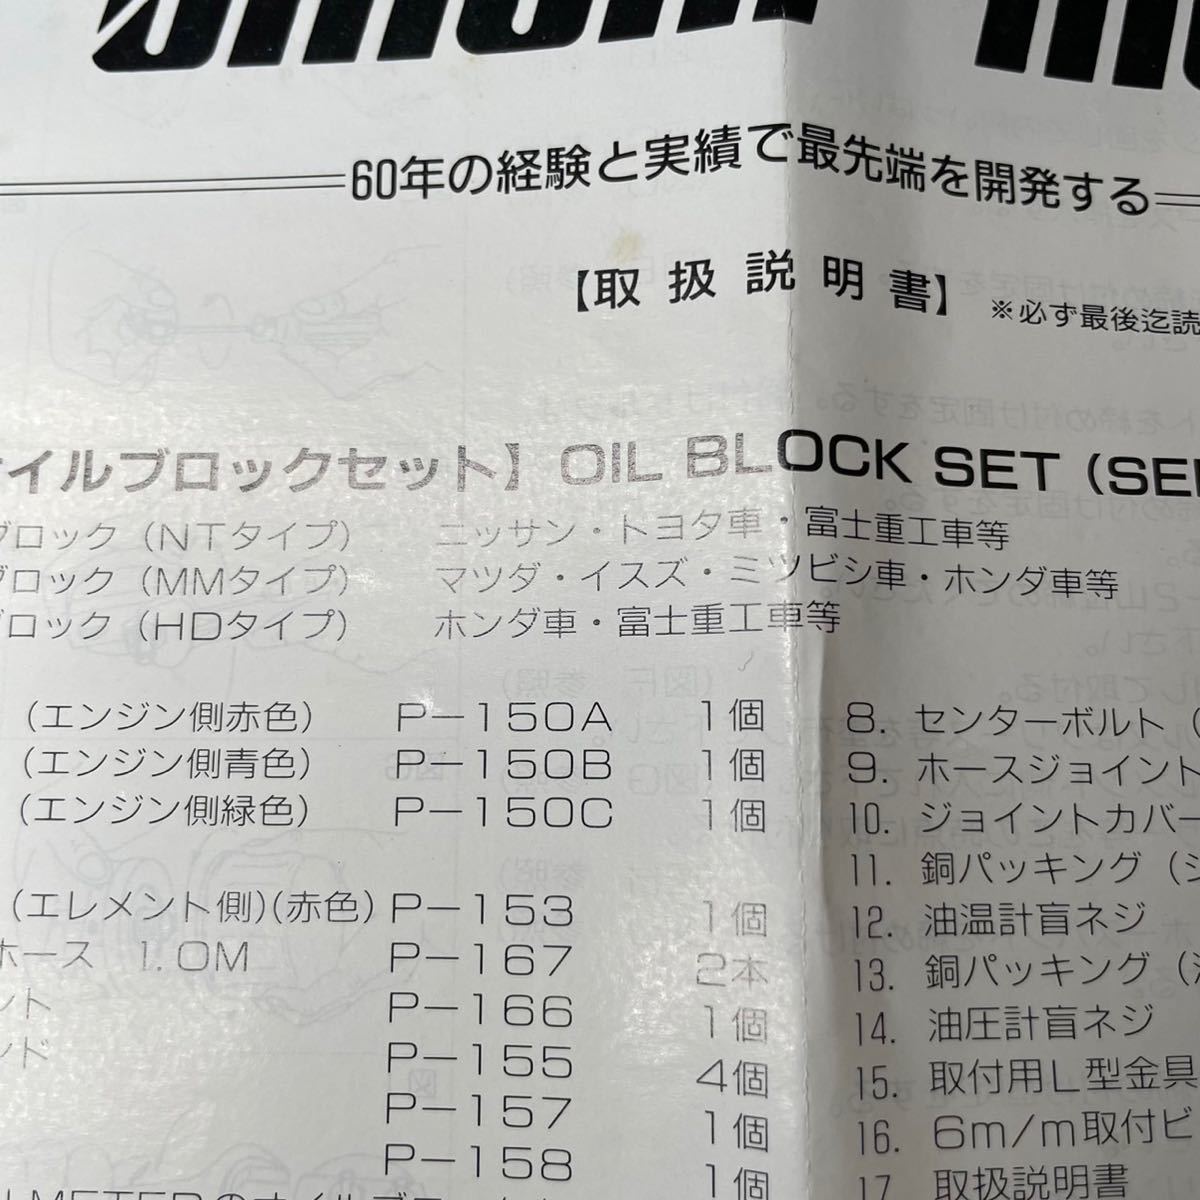 60年の経験と実績で最先端を開発する
【取扱説明書】 ※必ず最後迄読
イルブロックセット】OIL BLOCK SET (SE
ブロック (NTタイプ) ニッサン・トヨタ車・富士重工車等
ブロック (MMタイプ) マツダ・イスズ・ミツビシ車・ホンダ車等
ブロック (HDタイプ) ホンダ車・富士重工車等
(エンジン側赤色) P-150A 1個
(エンジン側青色) P-150B 1個
(エンジン側緑色) P-150C 1個
(エレメント側)(赤色) P-153 1個
ホース 1.0M P-167 2本
ント P-166 1個
ンド P-155 4個
P-157 1個
P-158 1個
8. センターボルト (
9. ホースジョイント
10. ジョイントカバー
11. 銅パッキング (ジ
12. 油温計盲ネジ
13. 銅パッキング (
14. 油圧計盲ネジ
15. 取付用L型金具
16. 6m/m取付ビ
17 取扱説明書